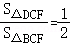 S△DCF / S△BCF = 1/2